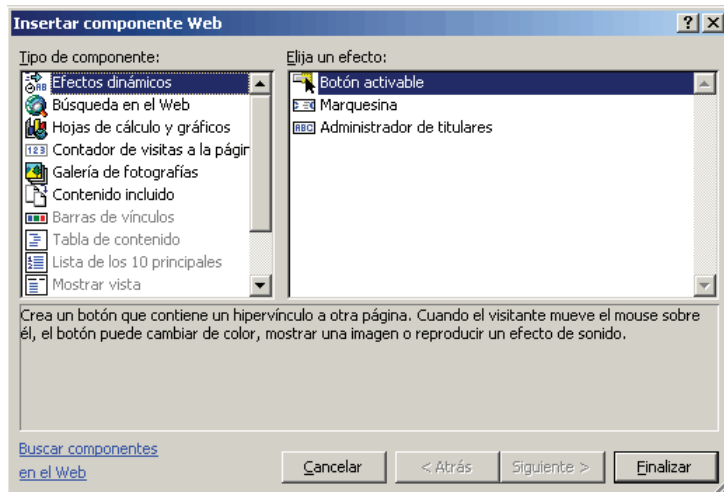 Insertar componente Web
Tipo de componente:
Efectos dinámicos
Búsqueda en el Web
Hojas de cálculo y gráficos
123 Contador de visitas a la págir
Galería de fotografías
Contenido incluido
Barras de vínculos
Tabla de contenido
Lista de los 10 principales
Mostrar vista
Elija un efecto:
Botón activable
Marquesina
ABC Administrador de titulares
Crea un botón que contiene un hipervínculo a otra página. Cuando el visitante mueve el mouse sobre
él, el botón puede cambiar de color, mostrar una imagen o reproducir un efecto de sonido.
Buscar componentes
en el Web
Cancelar
< Atrás
Siguiente >
Finalizar